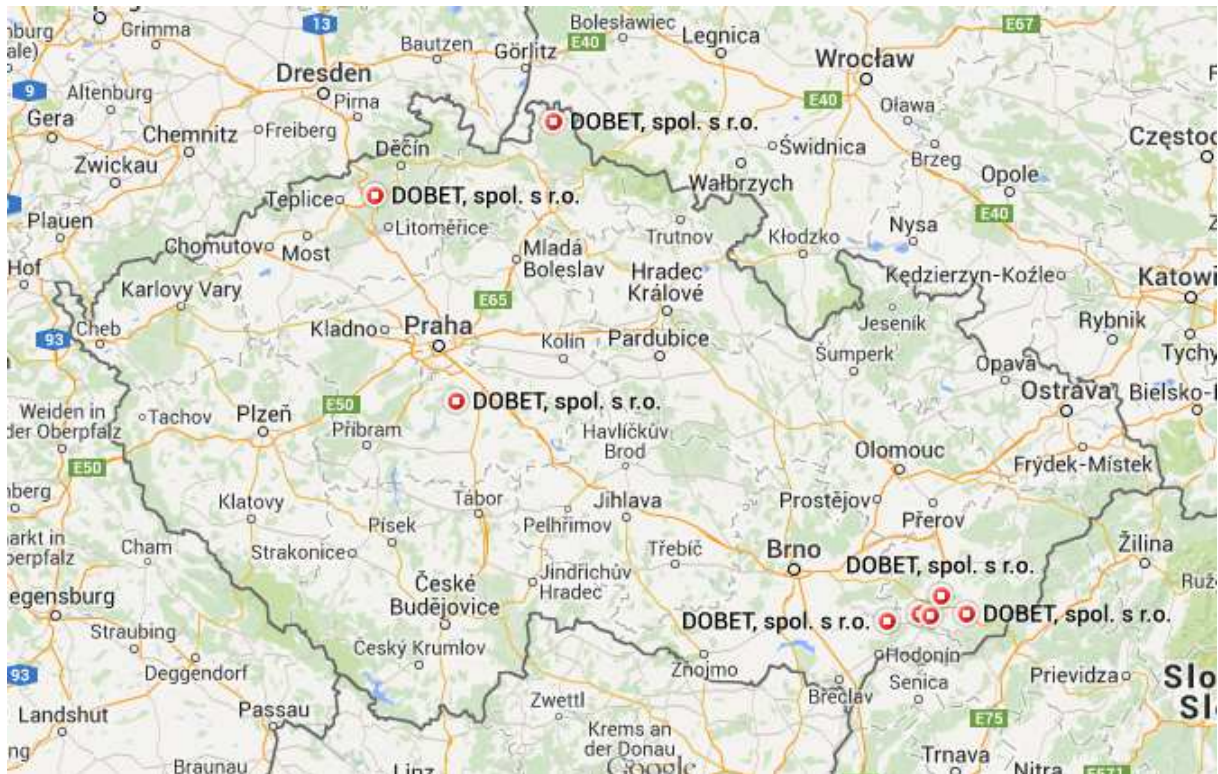 Grimma
13
Bautzen
Görlitz
Bolesławiec
E40
Legnica
E67
Wrocław
Dresden
Pirna
9
Altenburg
Gera
Chemnitz
Freiberg
Zwickau
DOBET, spol. s r.o.
E40
Oława
Świdnica
Brzeg
Opole
Děčín
Wałbrzych
Teplice
DOBET, spol. s r.o.
Plauen
Litoměřice
Trutnov
Kłodzko
Nysa
E40
Chomutov
Most
Mladá
Boleslav
Hof
Karlovy Vary
Hradec
Králové
Kędzierzyn-Koźle
E65
Jeseník
Rybnik
93
Cheb
Kladno
Praha
Kolín
Pardubice
Šumperk
Opava
Tychy
Ostrava
Weiden in
der Oberpfalz
Tachov
Plzeň
E50
DOBET, spol. s r.o.
Příbram
Havlíčkův
Brod
Olomouc
Frýdek-Místek
E50
Klatovy
Tábor
Jihlava
Prostějov
Písek
Pelhřimov
Přerov
Cham
Strakonice
Třebíč
Brno
Žilina
DOBET, spol. s r.o.
České
Budějovice
Jindřichův
Hradec
DOBET, spol. s r.o.
DOBET, spol. s r.o.
Straubing
Český Krumlov
Znojmo
Hodonín
Prievidza
93
Deggendorf
Břeclav
Senica
Landshut
Passau
Zwettl
E75
Krems an
der Donau
Google
Trnava
Braunau
Linz
Nitra
E571